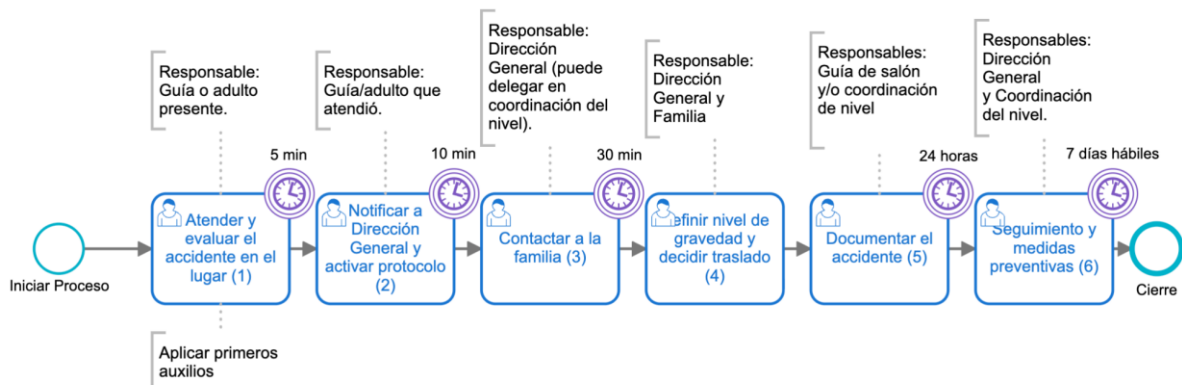 Responsable:
Guía o adulto
presente.
Responsable:
Guía/adulto que
atendió.
Responsable:
Dirección
General (puede
delegar en
coordinación del
nivel).
Responsable:
Dirección
General y
Familia
Responsables:
Guía de salón
y/o coordinación
de nivel
Responsables:
Dirección
General
y Coordinación
del nivel.
5 min
10 min
30 min
24 horas
7 días hábiles
Iniciar Proceso
Atender y
evaluar el
accidente en el
lugar (1)
Notificar a
Dirección
General y
activar protocolo
(2)
Contactar a la
familia (3)
efinir nivel de
gravedad y
decidir traslado
(4)
Documentar el
accidente (5)
Seguimiento y
medidas
preventivas (6)
Cierre
Aplicar primeros
auxilios